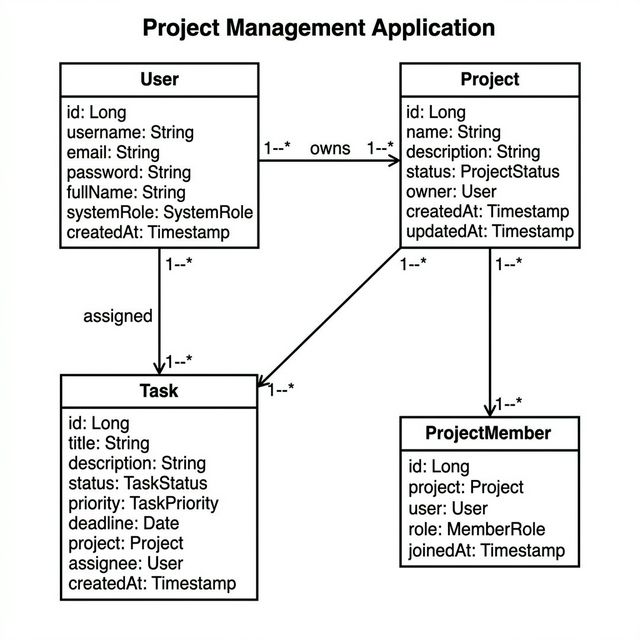 Project Management Application
User
id: Long
username: String
email: String
password: String
fullName: String
systemRole: SystemRole
createdAt: Timestamp
1--* owns 1--*
Project
id: Long
name: String
description: String
status: ProjectStatus
owner: User
createdAt: Timestamp
updatedAt: Timestamp
1--*
1--*
1--*
assigned
1--*
1--*
1--*
Task
id: Long
title: String
description: String
status: TaskStatus
priority: TaskPriority
deadline: Date
project: Project
assignee: User
createdAt: Timestamp
ProjectMember
id: Long
project: Project
user: User
role: MemberRole
joinedAt: Timestamp